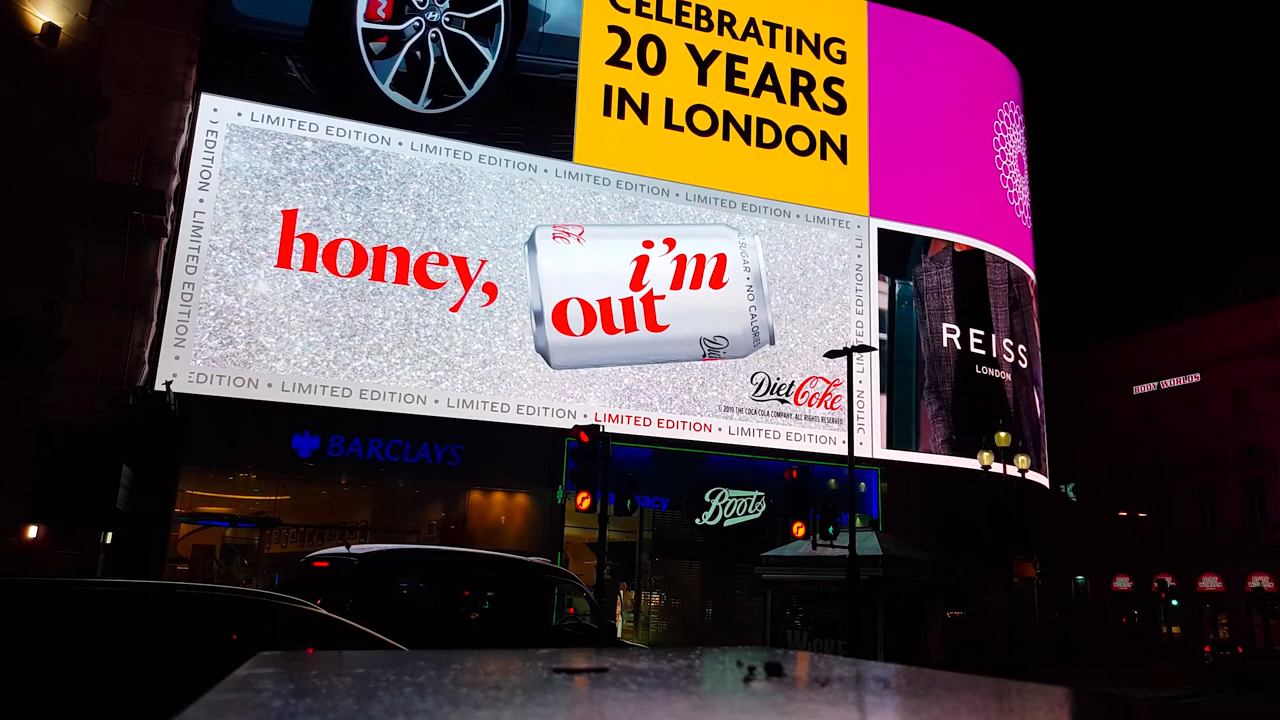 CELEBRATING
20 YEARS
IN LONDON
• LIMITED EDITION • LIMITED EDITION • LIMITED EDITION • LIMITED EDITION • LIMITED
EDITION • LIMITED EDITION •
honey,
i'm
out
SUGAR • NO CALORIES
Diet Coke
© 2019 THE COCA-COLA COMPANY. ALL RIGHTS RESERVED
EDITION • LIMITED EDITION • LIMITED EDITION • LIMITED EDITION • LIMITED EDITION •
LIMITED EDITION •
REISS
LONDON
BODY WORLDS
BARCLAYS
Boots